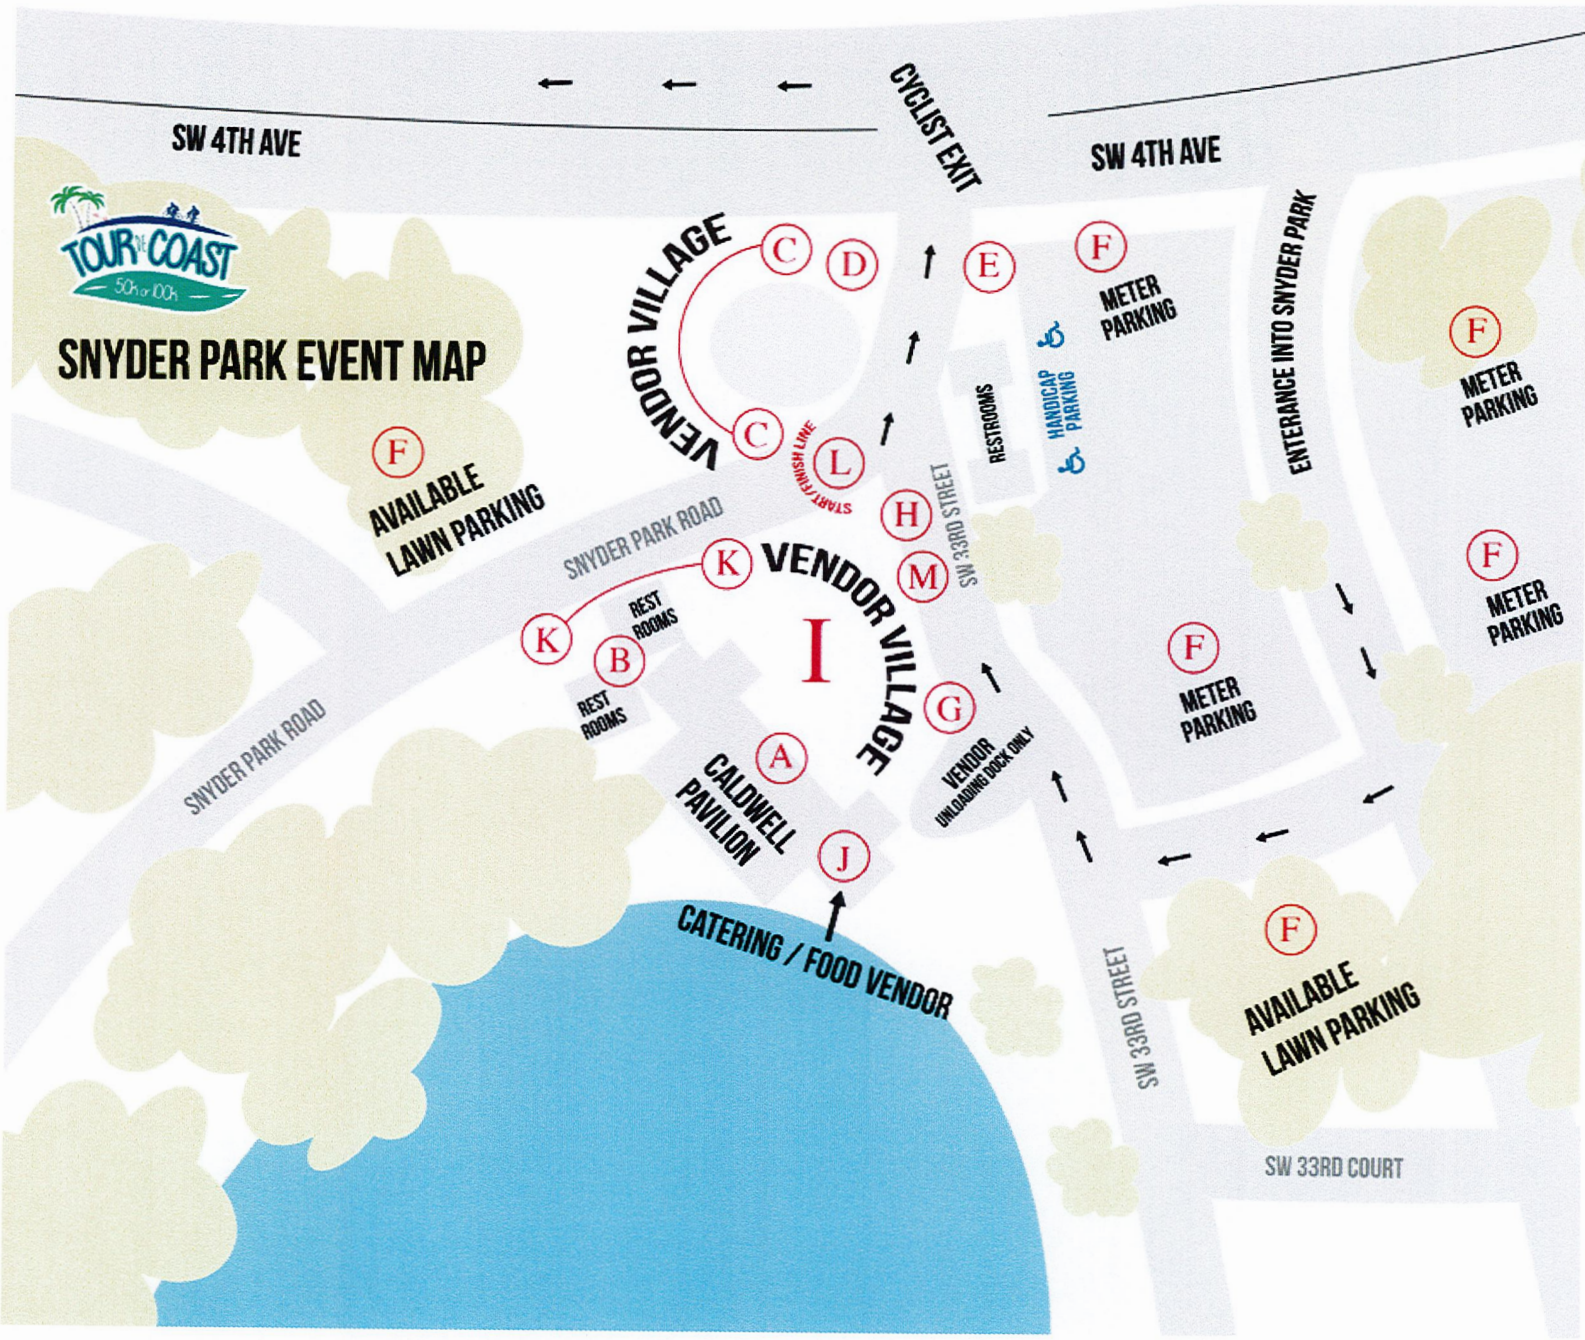 CYCLIST EXIT
SW 4TH AVE
SW 4TH AVE
TOUR DE COAST
50K or 100K
SNYDER PARK EVENT MAP
VENDOR VILLAGE
C
D
E
F
METER
PARKING
ENTERANCE INTO SNYDER PARK
F
METER
PARKING
HANDICAP
PARKING
RESTROOMS
C
START/FINISH LINE
L
F
AVAILABLE
LAWN PARKING
SNYDER PARK ROAD
H
SW 33RD STREET
M
K
VENDOR VILLAGE
I
K
REST
ROOMS
B
REST
ROOMS
F
METER
PARKING
F
METER
PARKING
G
VENDOR
UNLOADING DOCK ONLY
SNYDER PARK ROAD
A
CALDWELL
PAVILION
J
CATERING / FOOD VENDOR
F
AVAILABLE
LAWN PARKING
SW 33RD STREET
SW 33RD COURT